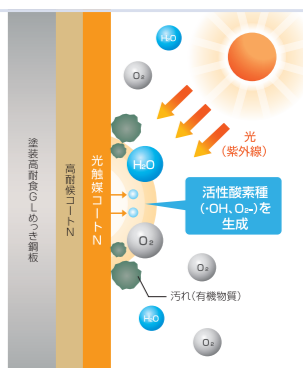 H₂O
O₂
光
(紫外線)
塗装高耐食GLめっき鋼板
高耐候コートN
光触媒コートN
H₂O
活性酸素種
(・OH、O₂-)を
生成
O₂
O₂
汚れ(有機物質)
H₂O
O₂